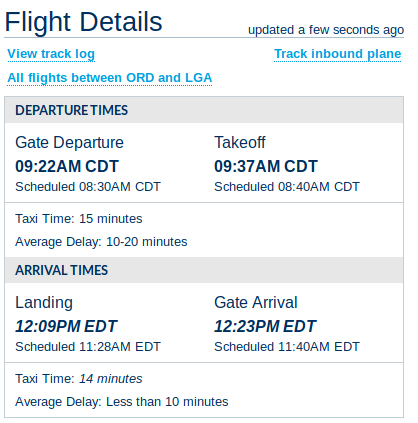 Flight Details
updated a few seconds ago
View track log
Track inbound plane
All flights between ORD and LGA
DEPARTURE TIMES
Gate Departure
Takeoff
09:22AM CDT
09:37AM CDT
Scheduled 08:30AM CDT
Scheduled 08:40AM CDT
Taxi Time: 15 minutes
Average Delay: 10-20 minutes
ARRIVAL TIMES
Landing
Gate Arrival
12:09PM EDT
12:23PM EDT
Scheduled 11:28AM EDT
Scheduled 11:40AM EDT
Taxi Time: 14 minutes
Average Delay: Less than 10 minutes